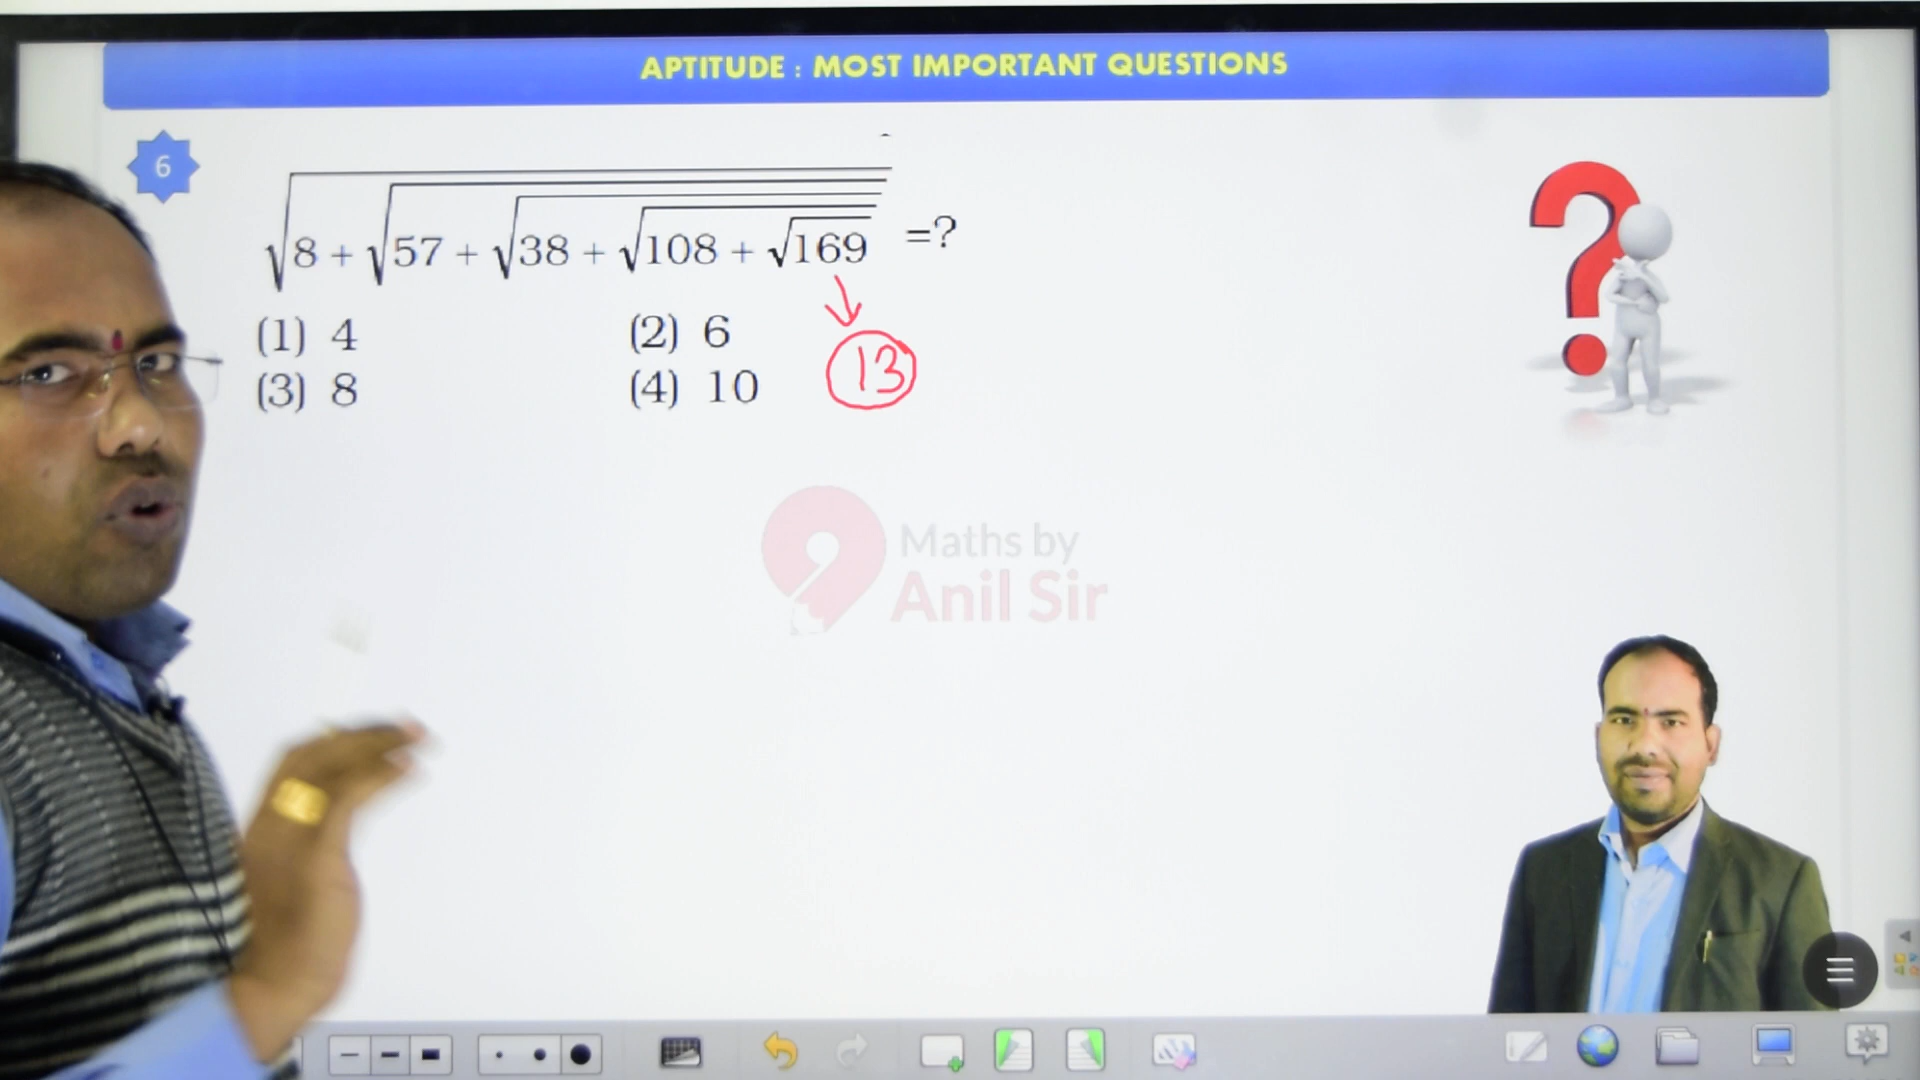 APTITUDE : MOST IMPORTANT QUESTIONS
6
√8 + √57 + √38 + √108 + √169 =?
(1) 4 (2) 6
(3) 8 (4) 10
13
Maths by
Anil Sir